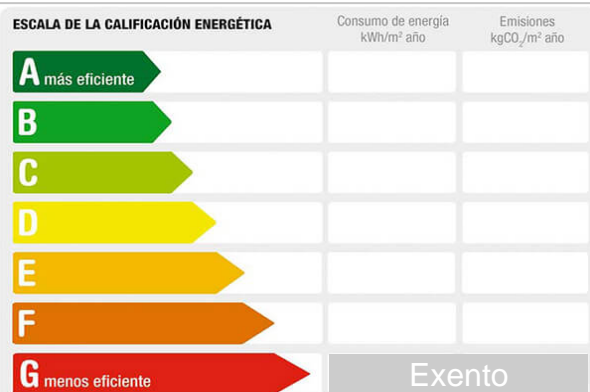 ESCALA DE LA CALIFICACIÓN ENERGÉTICA
Consumo de energía
kWh/m² año
Emisiones
kgCO₂/m² año
A más eficiente
B
C
D
E
F
G menos eficiente
Exento